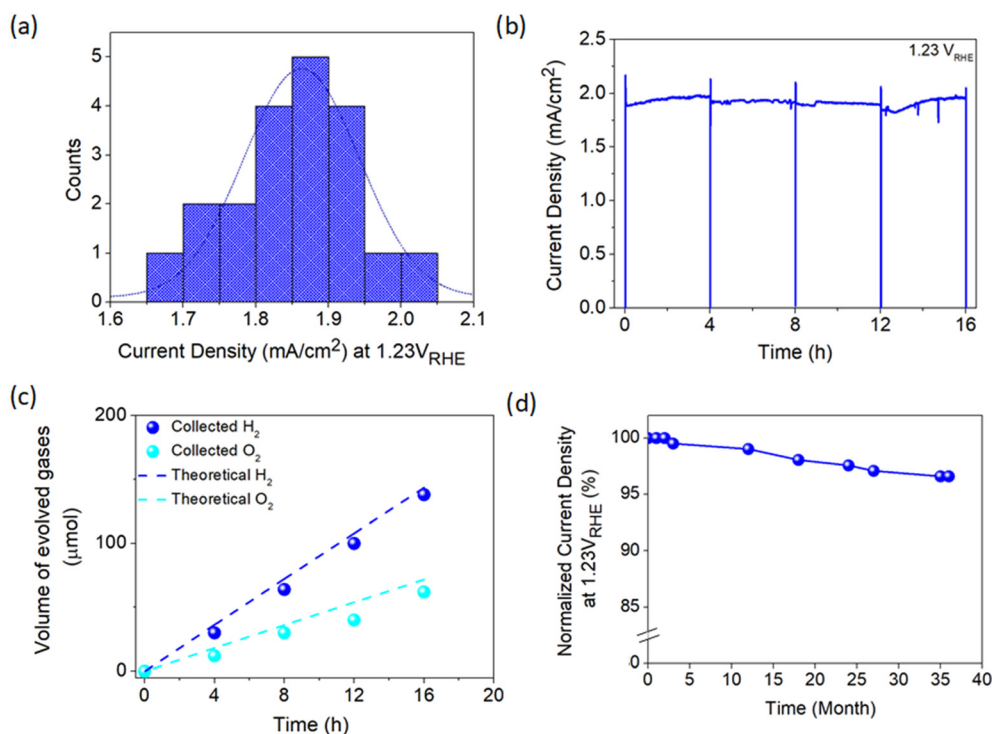 (a)
5
4
3
2
1
0
Counts
1.6 1.7 1.8 1.9 2.0 2.1
Current Density (mA/cm²) at 1.23V_RHE
(b)
1.23 V_RHE
2.5
2.0
1.5
1.0
0.5
0.0
Current Density (mA/cm²)
0 4 8 12 16
Time (h)
(c)
200
100
0
Volume of evolved gases
(μmol)
Collected H₂
Collected O₂
Theoretical H₂
Theoretical O₂
0 4 8 12 16 20
Time (h)
(d)
100
95
90
85
0
Normalized Current Density
at 1.23V_RHE (%)
0 5 10 15 20 25 30 35 40
Time (Month)